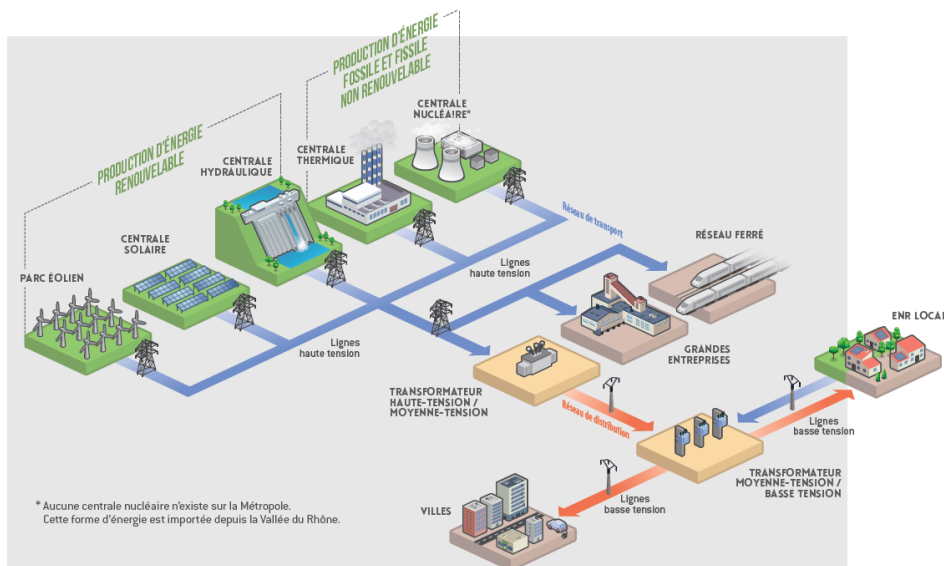 PRODUCTION D'ÉNERGIE
FOSSILE ET FISSILE
NON RENOUVELABLE
PRODUCTION D'ÉNERGIE
RENOUVELABLE
CENTRALE
NUCLÉAIRE*
CENTRALE
THERMIQUE
CENTRALE
HYDRAULIQUE
CENTRALE
SOLAIRE
PARC ÉOLIEN
Réseau de transport
RÉSEAU FERRÉ
Lignes
haute tension
Lignes
haute tension
GRANDES
ENTREPRISES
ENR LOCAL
TRANSFORMATEUR
HAUTE-TENSION /
MOYENNE-TENSION
Réseau de distribution
Lignes
basse tension
TRANSFORMATEUR
MOYENNE-TENSION /
BASSE TENSION
Lignes
basse tension
VILLES
* Aucune centrale nucléaire n'existe sur la Métropole.
Cette forme d'énergie est importée depuis la Vallée du Rhône.